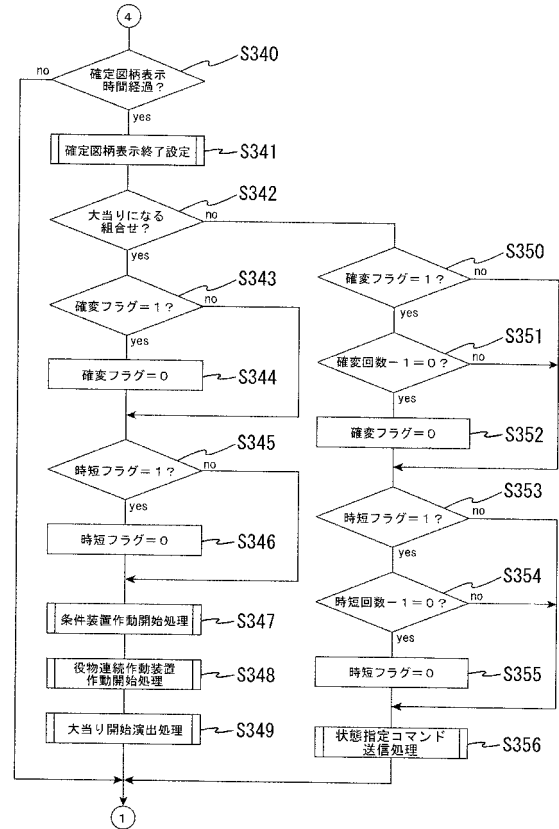 4
no
確定図柄表示
時間経過?
S340
yes
確定図柄表示終了設定
S341
大当りになる
組合せ?
S342
no
yes
確変フラグ=1?
S343
no
yes
確変フラグ=0
S344
時短フラグ=1?
S345
no
yes
時短フラグ=0
S346
条件装置作動開始処理
S347
役物連続作動装置
作動開始処理
S348
大当り開始演出処理
S349
確変フラグ=1?
S350
no
yes
確変回数-1=0?
S351
no
yes
確変フラグ=0
S352
時短フラグ=1?
S353
no
yes
時短回数-1=0?
S354
no
yes
時短フラグ=0
S355
状態指定コマンド
送信処理
S356
1